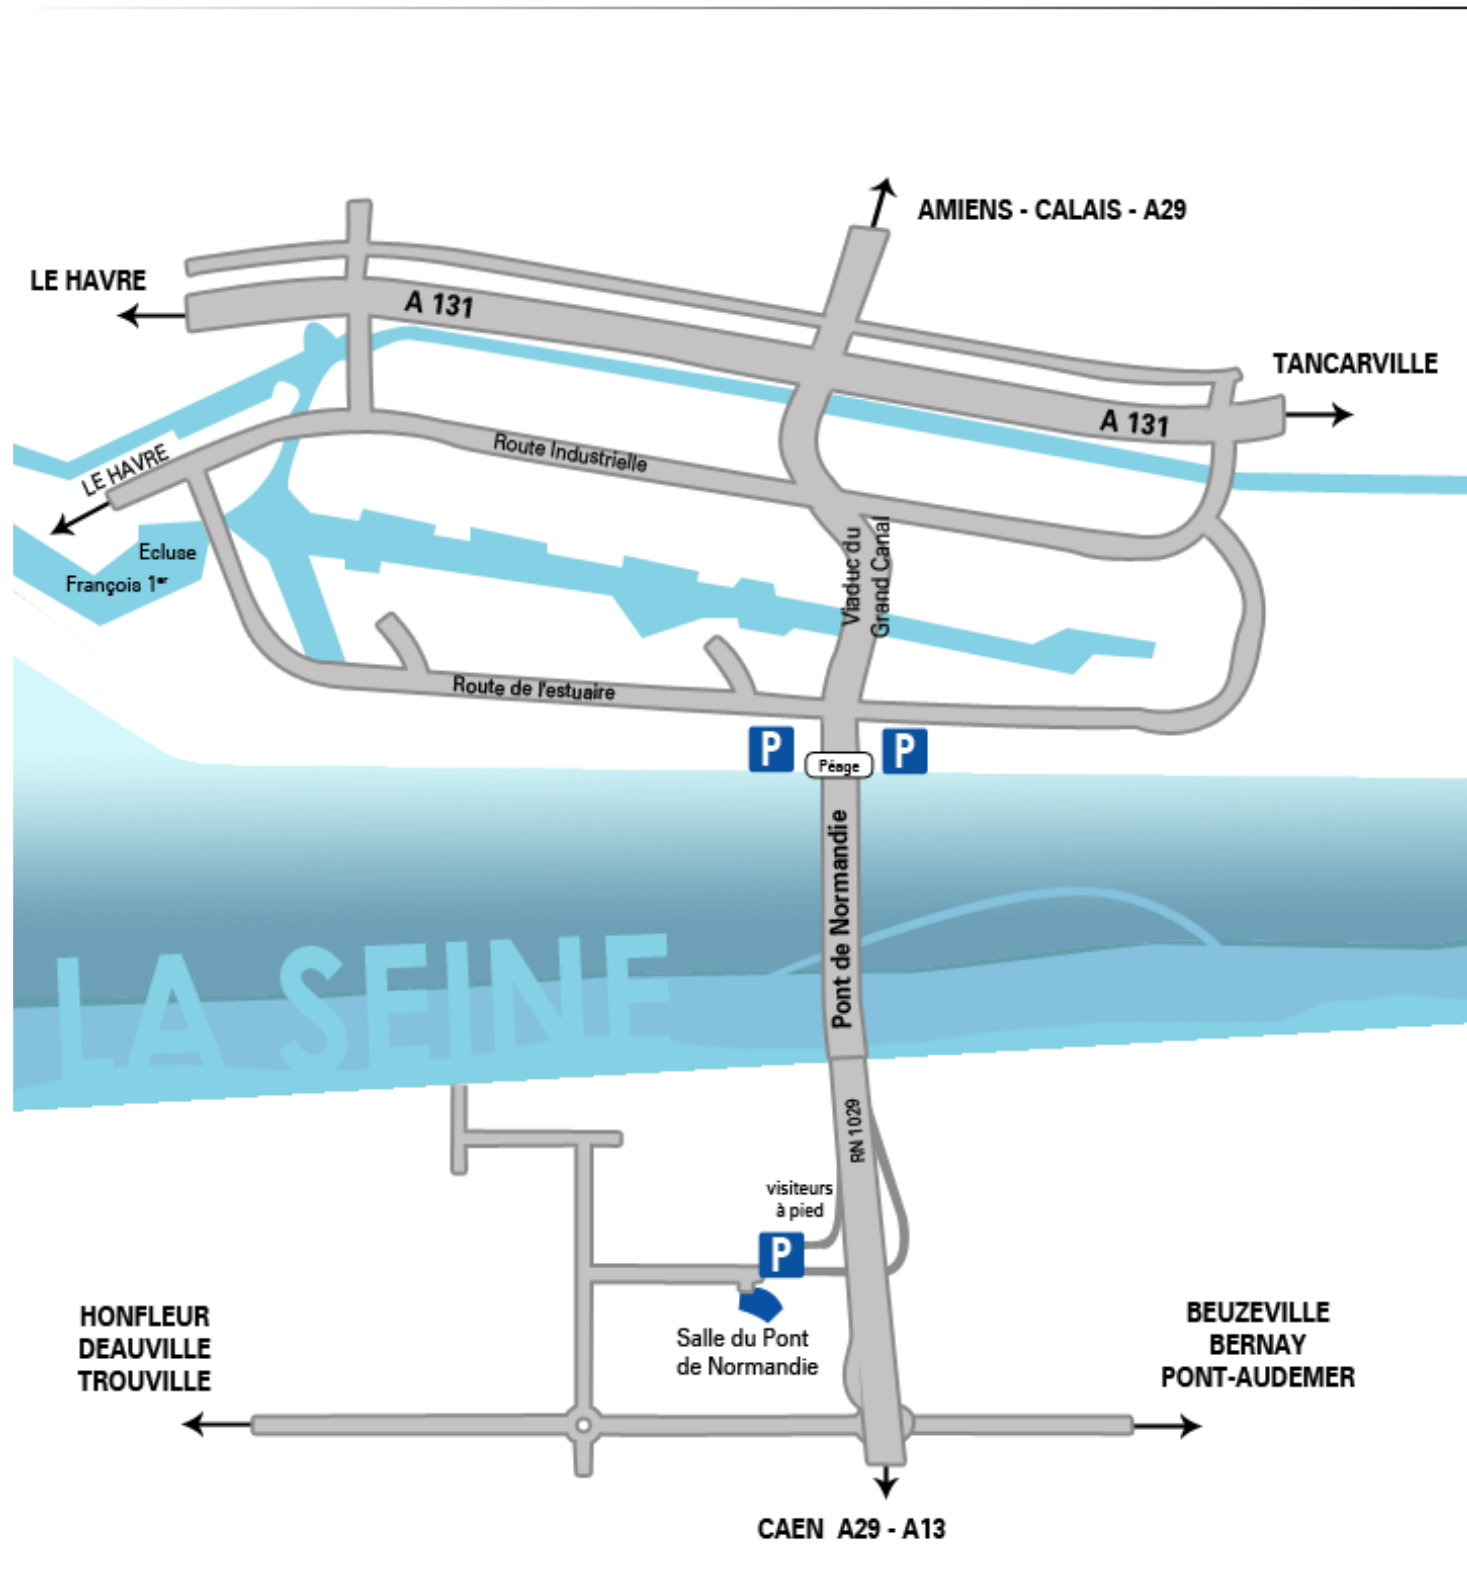 AMIENS - CALAIS - A29
LE HAVRE
A 131
TANCARVILLE
A 131
Route Industrielle
LE HAVRE
Viaduc du
Grand Canal
Ecluse
François 1er
Route de l'estuaire
P
P
Péage
Pont de Normandie
LA SEINE
RN 1029
visiteurs
à pied
P
HONFLEUR
DEAUVILLE
TROUVILLE
Salle du Pont
de Normandie
BEUZEVILLE
BERNAY
PONT-AUDEMER
CAEN A29 - A13